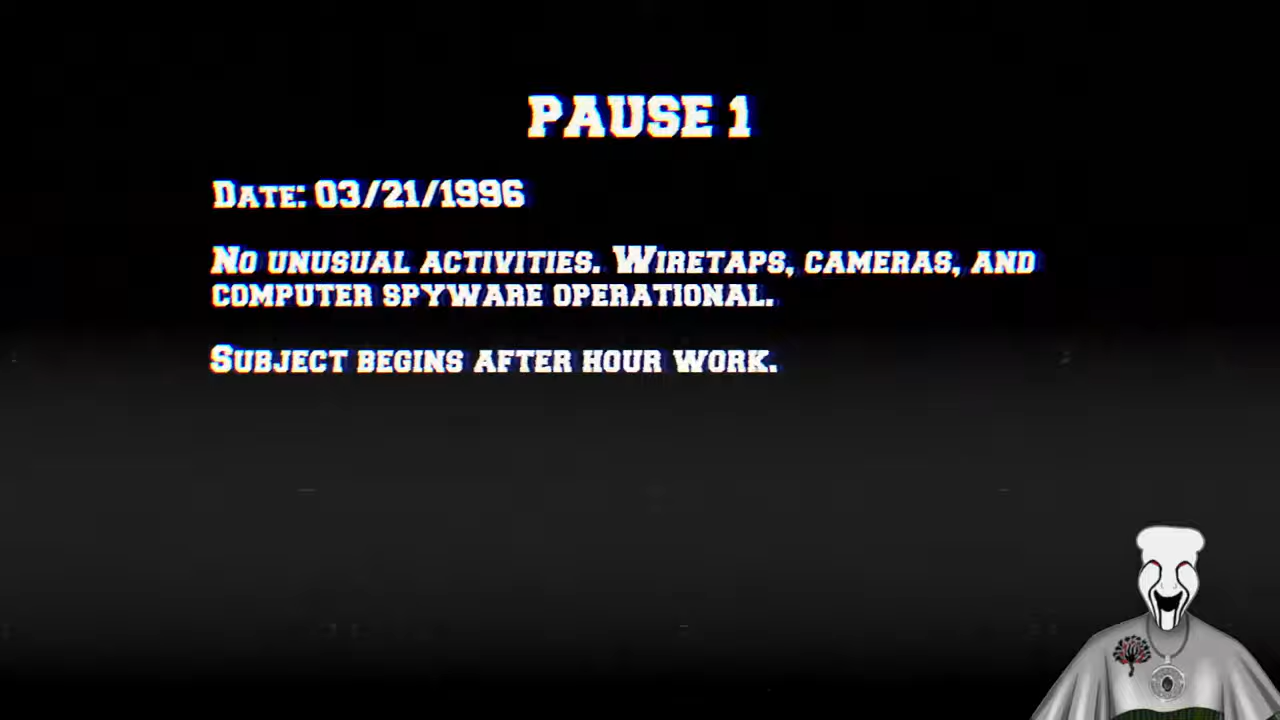 PAUSE 1
DATE: 03/21/1996
NO UNUSUAL ACTIVITIES. WIRETAPS, CAMERAS, AND
COMPUTER SPYWARE OPERATIONAL.
SUBJECT BEGINS AFTER HOUR WORK.